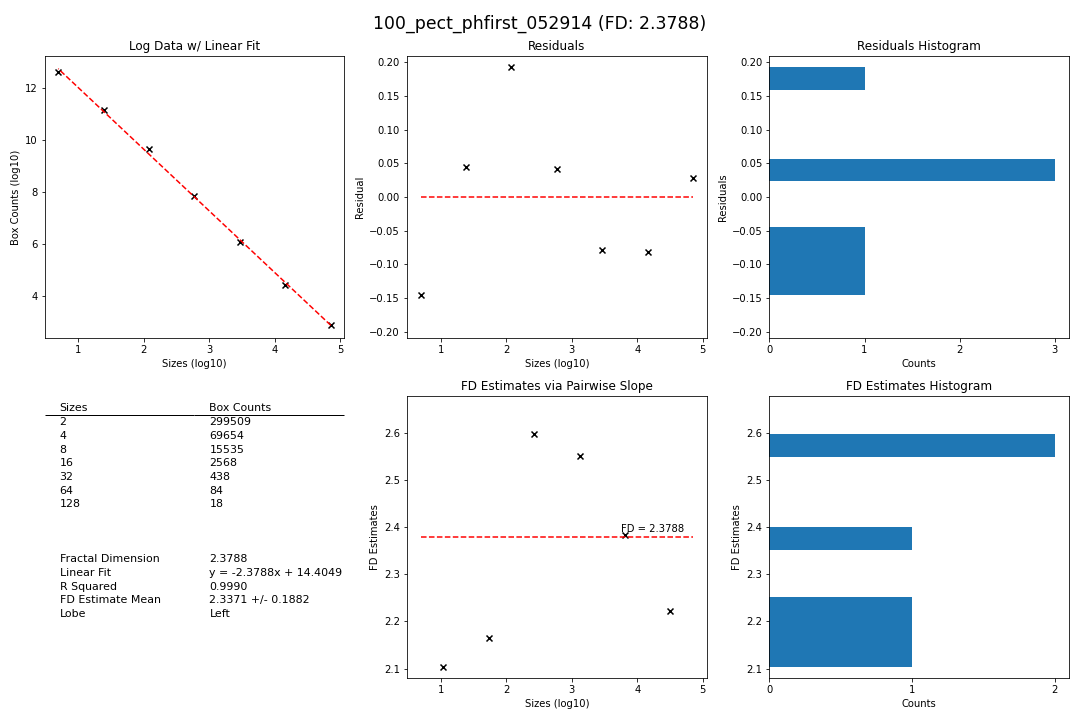 100_pect_phfirst_052914 (FD: 2.3788)
Log Data w/ Linear Fit
Box Counts (log10)
12
10
8
6
4
1
2
3
4
5
Sizes (log10)
Residuals
Residual
0.20
0.15
0.10
0.05
0.00
−0.05
−0.10
−0.15
−0.20
1
2
3
4
5
Sizes (log10)
Residuals Histogram
Residuals
0.20
0.15
0.10
0.05
0.00
−0.05
−0.10
−0.15
−0.20
0
1
2
3
Counts
Sizes Box Counts
2 299509
4 69654
8 15535
16 2568
32 438
64 84
128 18
Fractal Dimension 2.3788
Linear Fit y = -2.3788x + 14.4049
R Squared 0.9990
FD Estimate Mean 2.3371 +/- 0.1882
Lobe Left
FD Estimates via Pairwise Slope
FD Estimates
2.6
2.5
2.4
2.3
2.2
2.1
FD = 2.3788
1
2
3
4
5
Sizes (log10)
FD Estimates Histogram
FD Estimates
2.6
2.5
2.4
2.3
2.2
2.1
0
1
2
Counts